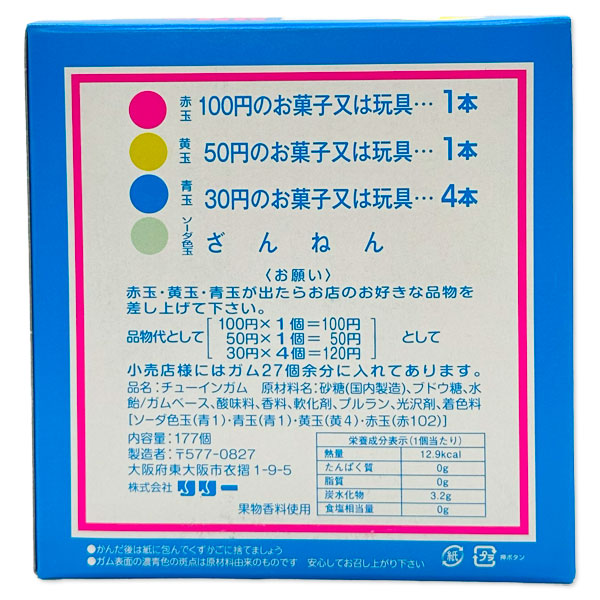 赤玉 100円のお菓子又は玩具… 1本
黄玉 50円のお菓子又は玩具… 1本
青玉 30円のお菓子又は玩具… 4本
ソーダ色玉 ざんねん
〈お願い〉
赤玉・黄玉・青玉が出たらお店のお好きな品物を
差し上げて下さい。
100円×1個＝100円
品物代として 50円×1個＝ 50円 として
30円×4個＝120円
小売店様にはガム27個余分に入れてあります。
品名：チューインガム 原材料名：砂糖(国内製造)、ブドウ糖、水
飴/ガムベース、酸味料、香料、軟化剤、プルラン、光沢剤、着色料
[ソーダ色玉(青1)・青玉(青1)・黄玉(黄4)・赤玉(赤102)]
内容量：177個
製造者：〒577-0827
大阪府東大阪市衣摺1-9-5
株式会社 リリー
果物香料使用
栄養成分表示(1個当たり)
熱量 12.9kcal
たんぱく質 0g
脂質 0g
炭水化物 3.2g
食塩相当量 0g
●かんだ後は紙に包んでくずかごに捨てましょう
●ガム表面の濃青色の斑点は原材料由来のものです 安心してお召し上がり下さい
紙 プラ 樽ボタン